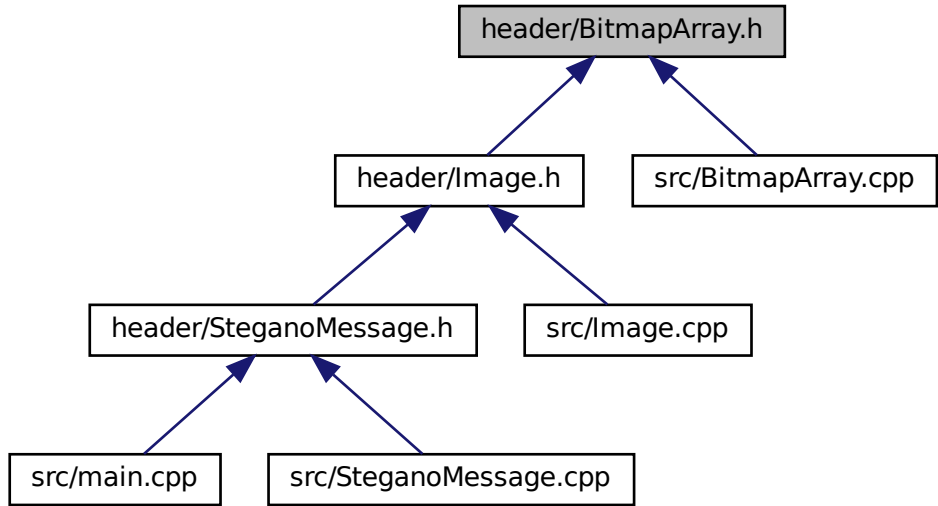 header/BitmapArray.h
header/Image.h
src/BitmapArray.cpp
header/SteganoMessage.h
src/Image.cpp
src/main.cpp
src/SteganoMessage.cpp